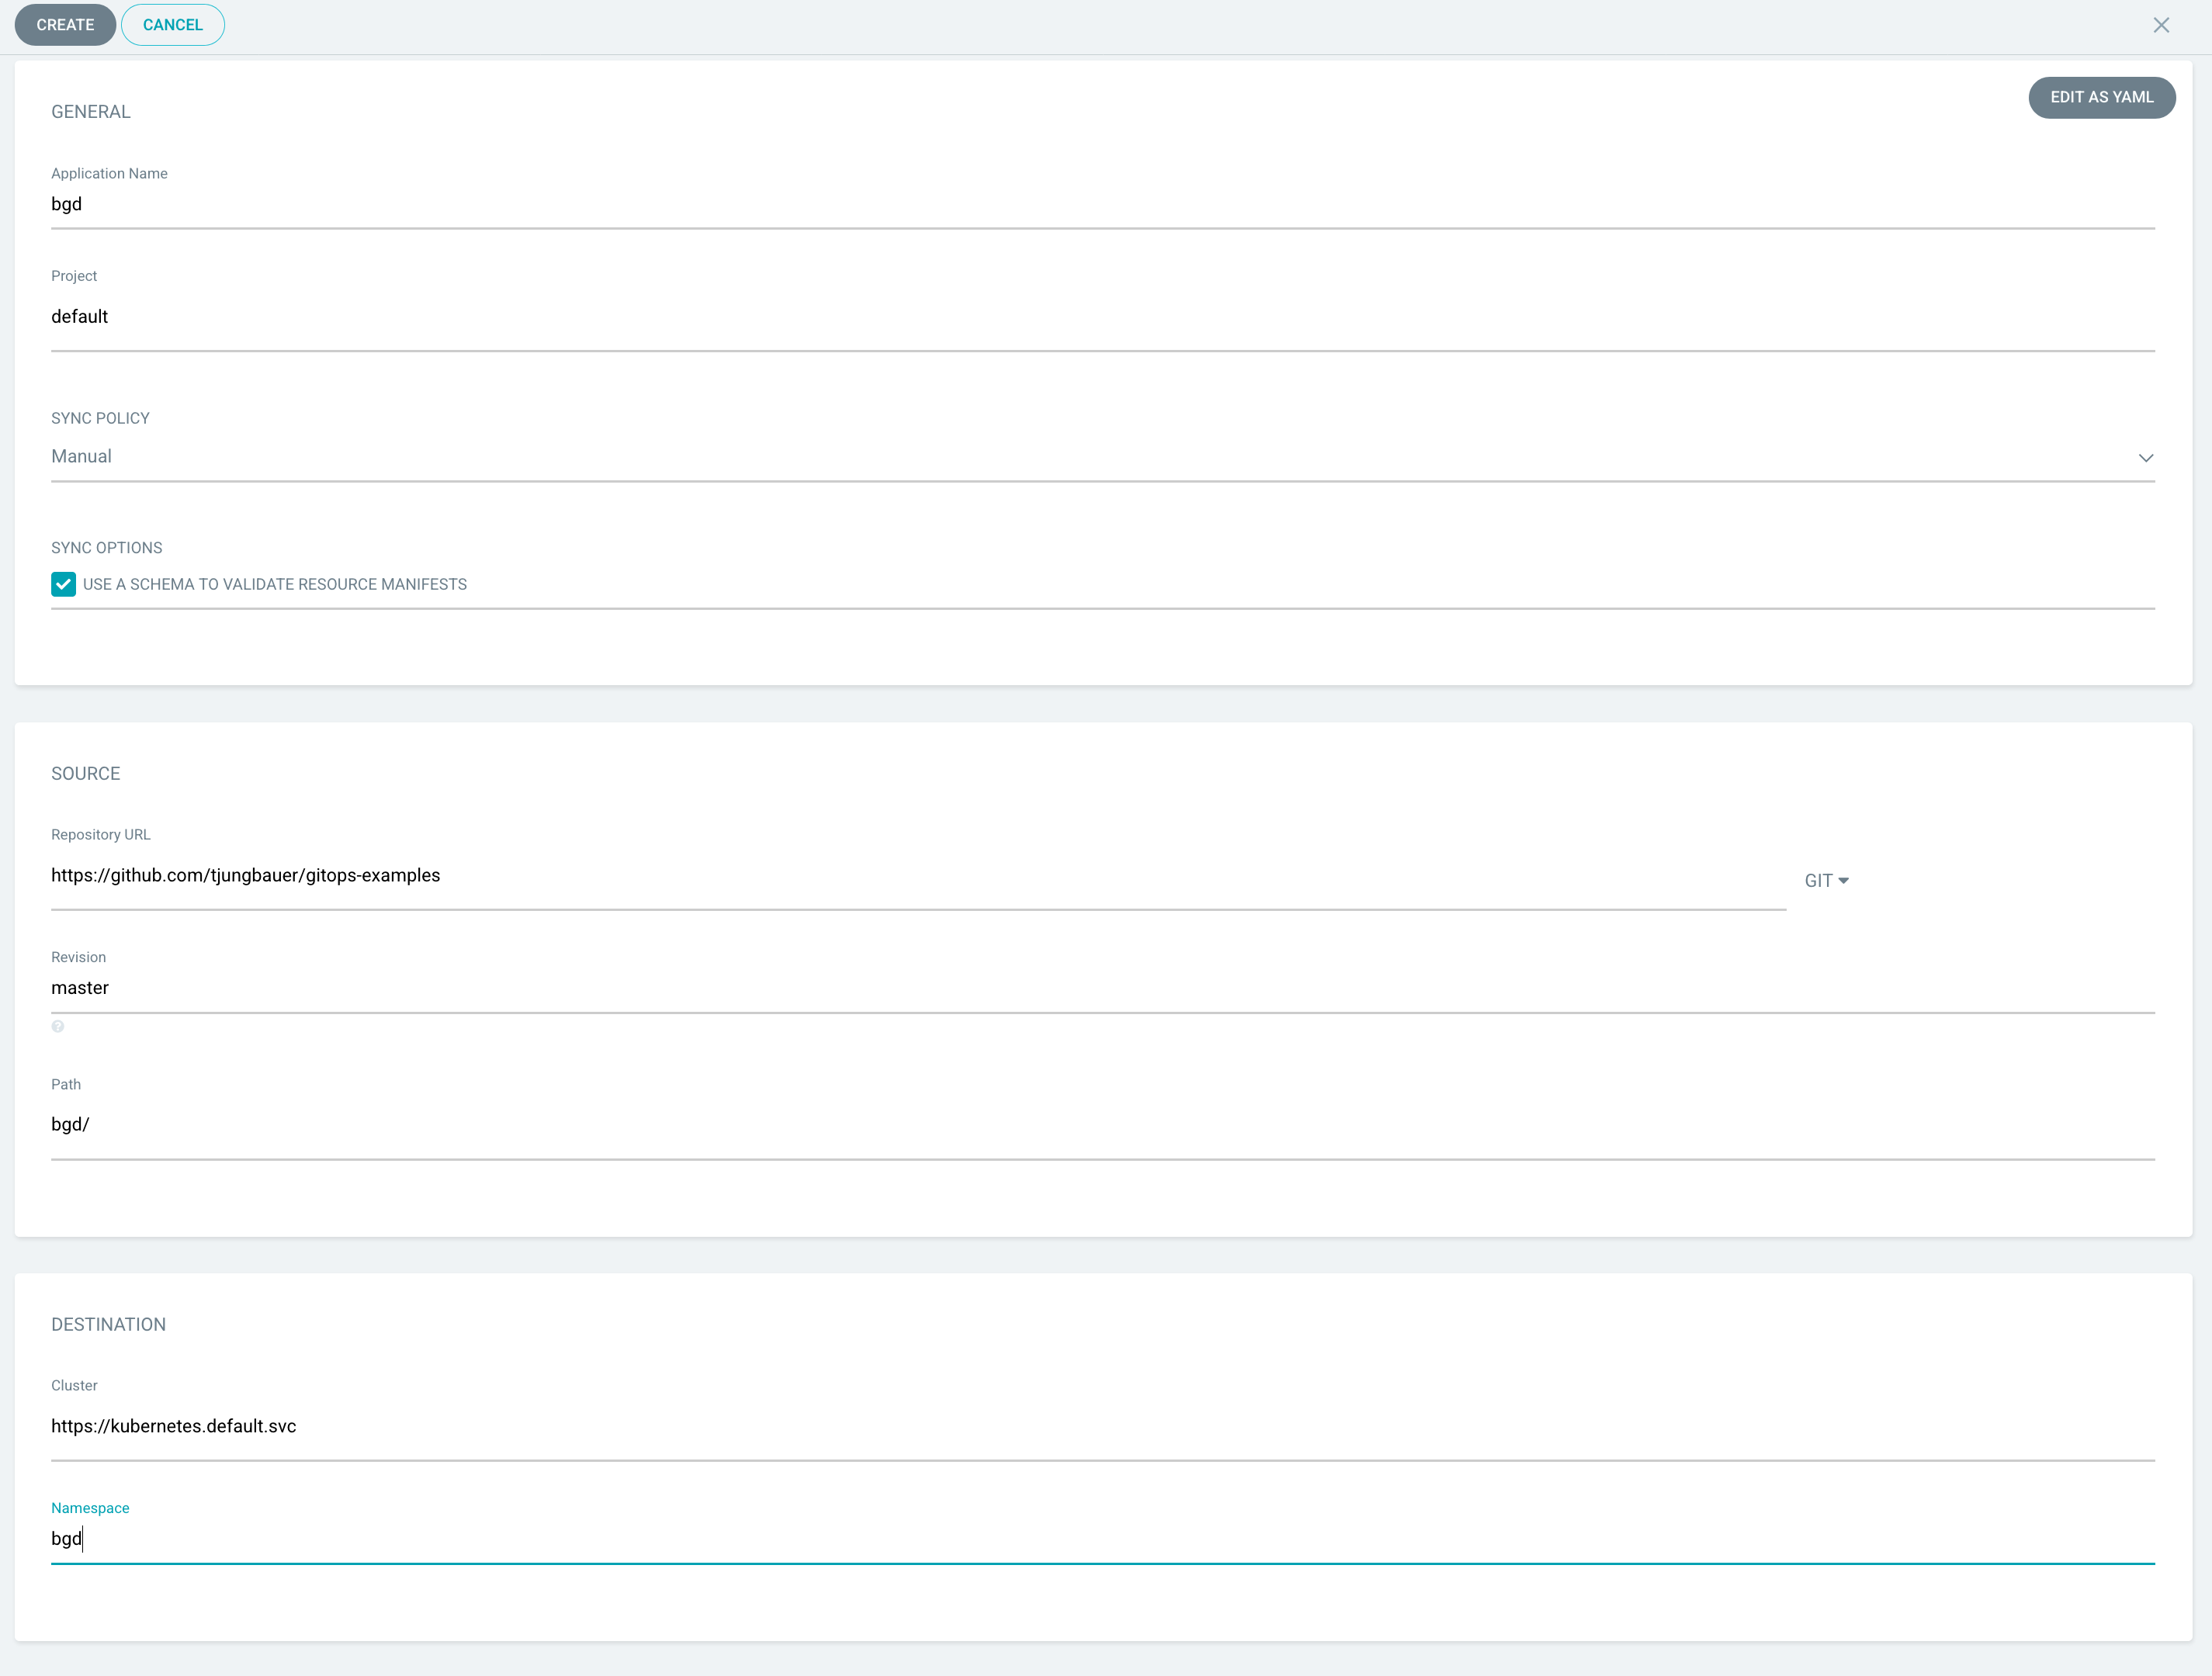 CREATE CANCEL
EDIT AS YAML
GENERAL
Application Name
bgd
Project
default
SYNC POLICY
Manual
SYNC OPTIONS
USE A SCHEMA TO VALIDATE RESOURCE MANIFESTS
SOURCE
Repository URL
https://github.com/tjungbauer/gitops-examples
GIT
Revision
master
?
Path
bgd/
DESTINATION
Cluster
https://kubernetes.default.svc
Namespace
bgd